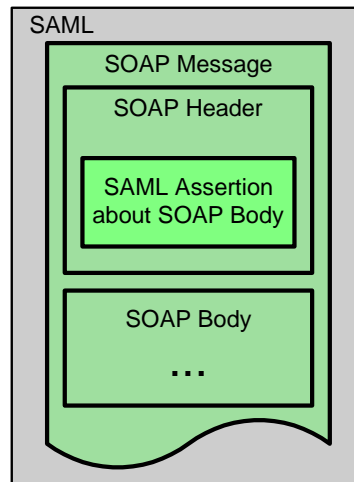 SAML
SOAP Message
SOAP Header
SAML Assertion
about SOAP Body
SOAP Body
...